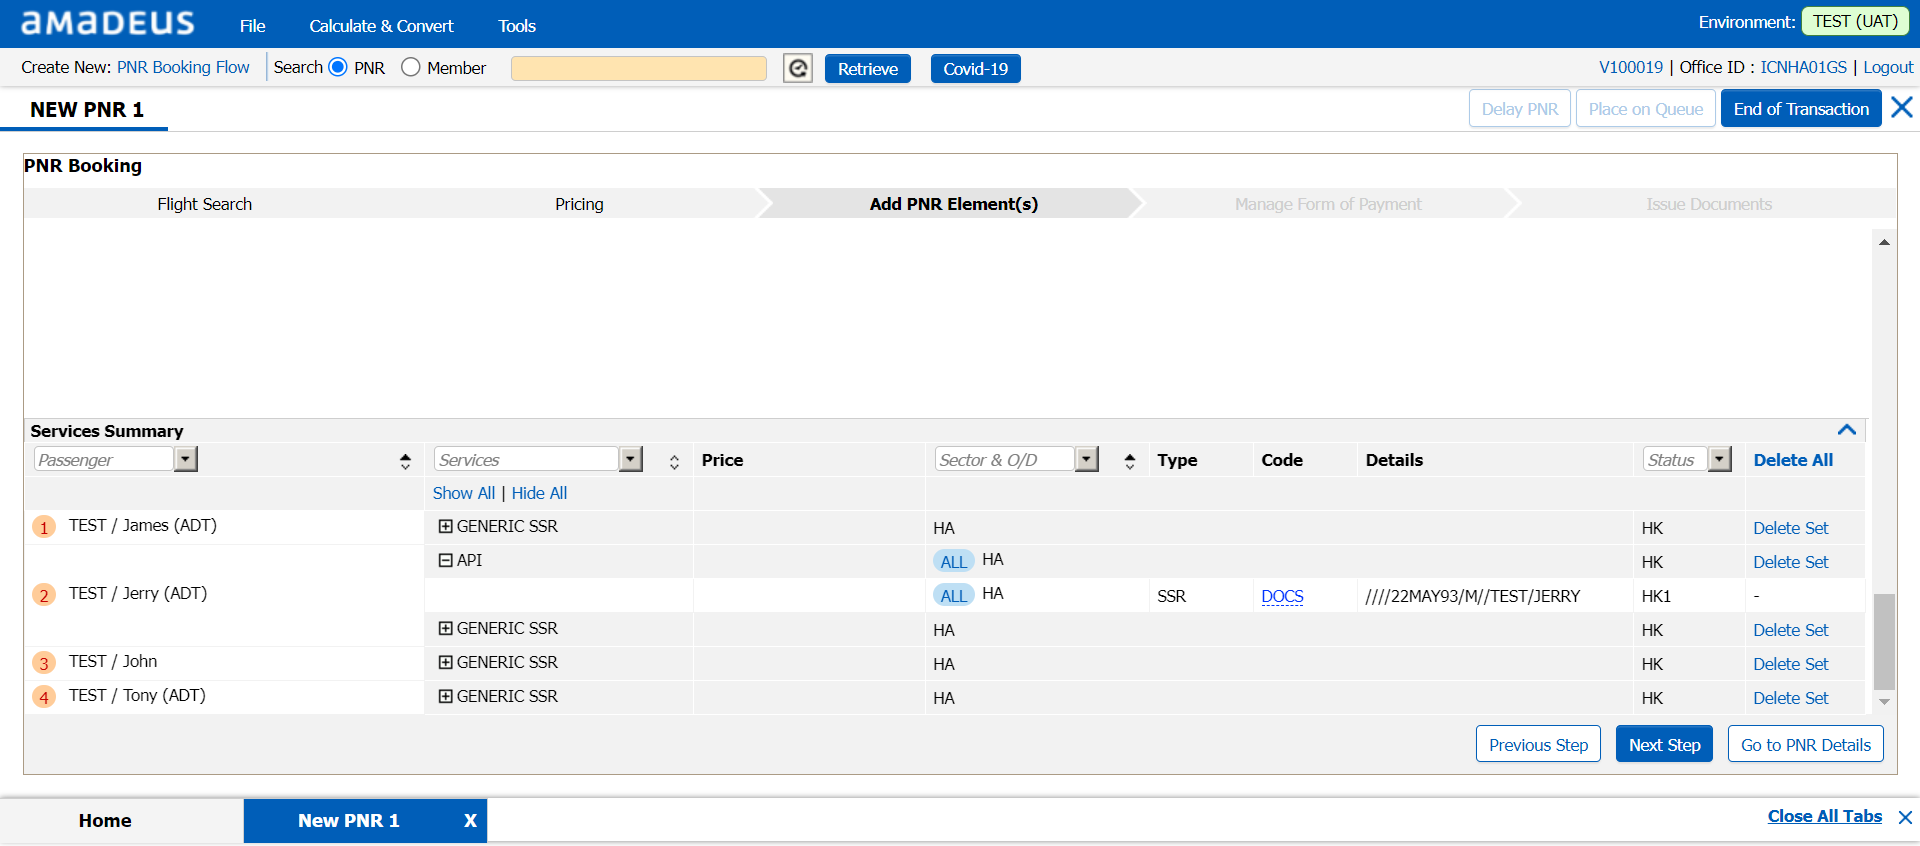 aMaDEUS File Calculate & Convert Tools Environment: TEST (UAT)
Create New: PNR Booking Flow Search PNR Member Retrieve Covid-19 V100019 | Office ID : ICNHA01GS | Logout
NEW PNR 1 Delay PNR Place on Queue End of Transaction
PNR Booking
Flight Search Pricing Add PNR Element(s) Manage Form of Payment Issue Documents
Services Summary
Passenger Services Price Sector & O/D Type Code Details Status Delete All
Show All | Hide All
1 TEST / James (ADT) GENERIC SSR HA HK Delete Set
API ALL HA HK Delete Set
2 TEST / Jerry (ADT) ALL HA SSR DOCS ////22MAY93/M//TEST/JERRY HK1 -
GENERIC SSR HA HK Delete Set
3 TEST / John GENERIC SSR HA HK Delete Set
4 TEST / Tony (ADT) GENERIC SSR HA HK Delete Set
Previous Step Next Step Go to PNR Details
Home New PNR 1 X Close All Tabs